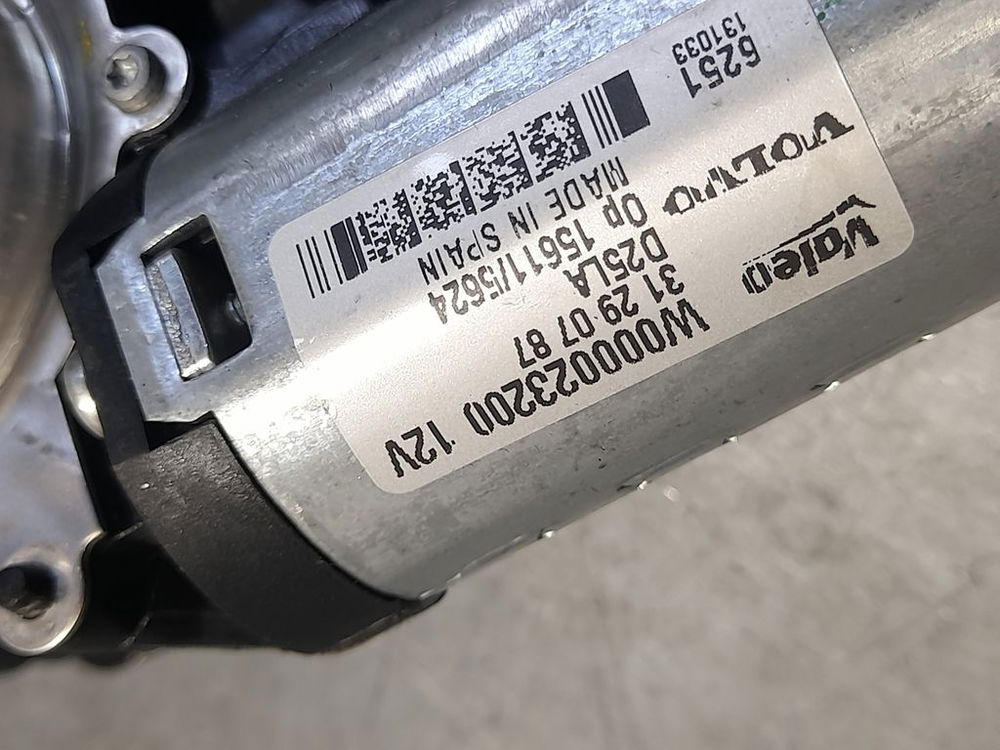 Valeo
VOLVO
6251
131033
W000023200 12V
31 29 07 87
D25LA
Op 15611/5624
MADE IN SPAIN